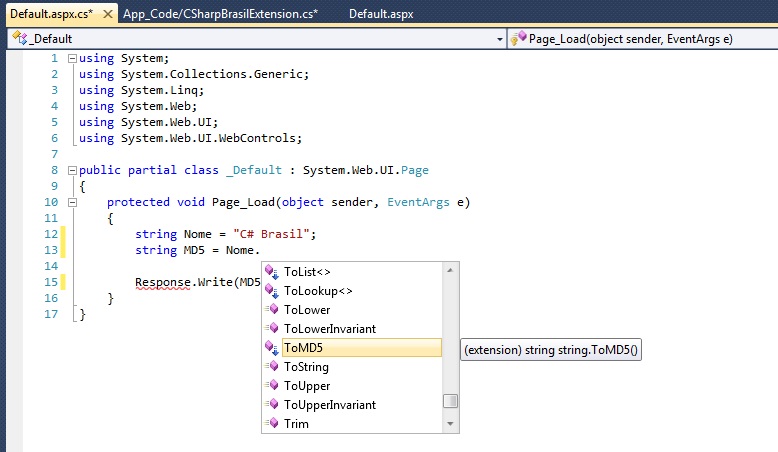 Default.aspx.cs* App_Code/CSharpBrasilExtension.cs* Default.aspx
_Default Page_Load(object sender, EventArgs e)
1 using System;
2 using System.Collections.Generic;
3 using System.Linq;
4 using System.Web;
5 using System.Web.UI;
6 using System.Web.UI.WebControls;
7
8 public partial class _Default : System.Web.UI.Page
9 {
10 protected void Page_Load(object sender, EventArgs e)
11 {
12 string Nome = "C# Brasil";
13 string MD5 = Nome.
14
15 Response.Write(MD5
16 }
17 }
ToList<>
ToLookup<>
ToLower
ToLowerInvariant
ToMD5 (extension) string string.ToMD5()
ToString
ToUpper
ToUpperInvariant
Trim